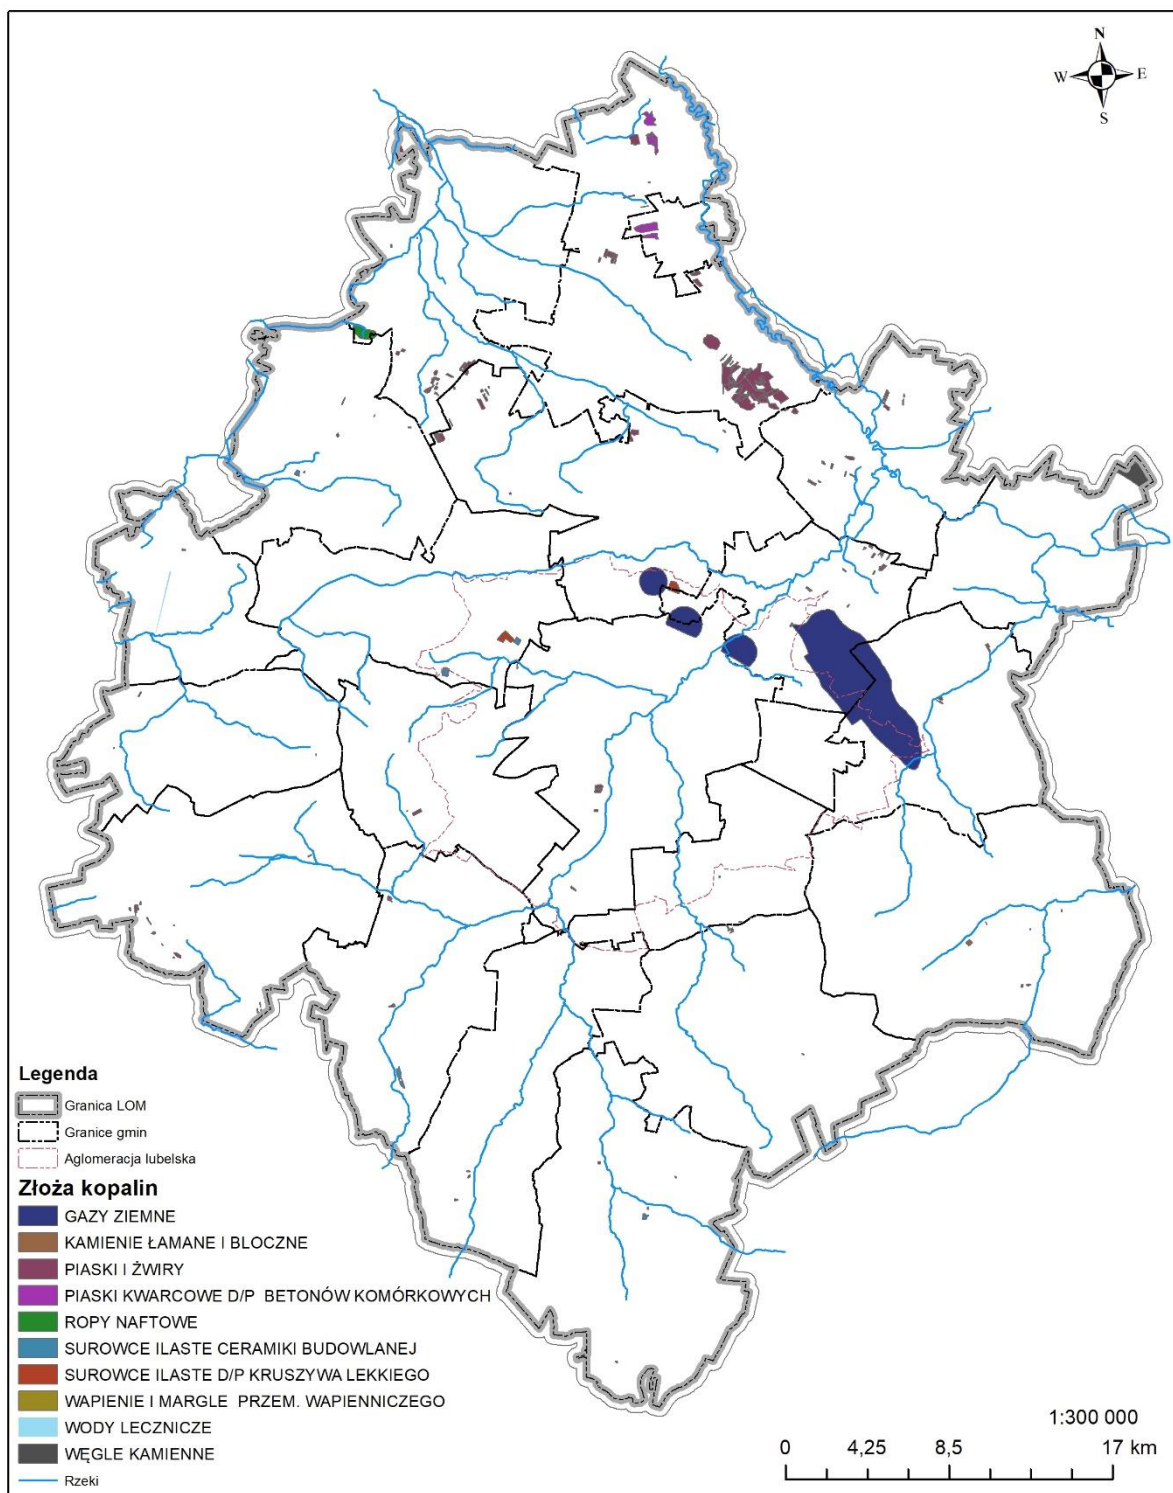 N
W E
S
Legenda
Granica LOM
Granice gmin
Aglomeracja lubelska
Złoża kopalin
GAZY ZIEMNE
KAMIENIE ŁAMANE I BLOCZNE
PIASKI I ŻWIRY
PIASKI KWARCOWE D/P BETONÓW KOMÓRKOWYCH
ROPY NAFTOWE
SUROWCE ILASTE CERAMIKI BUDOWLANEJ
SUROWCE ILASTE D/P KRUSZYWA LEKKIEGO
WAPIENIE I MARGLE PRZEM. WAPIENNICZEGO
WODY LECZNICZE
WĘGLE KAMIENNE
Rzeki
1:300 000
0 4,25 8,5 17 km